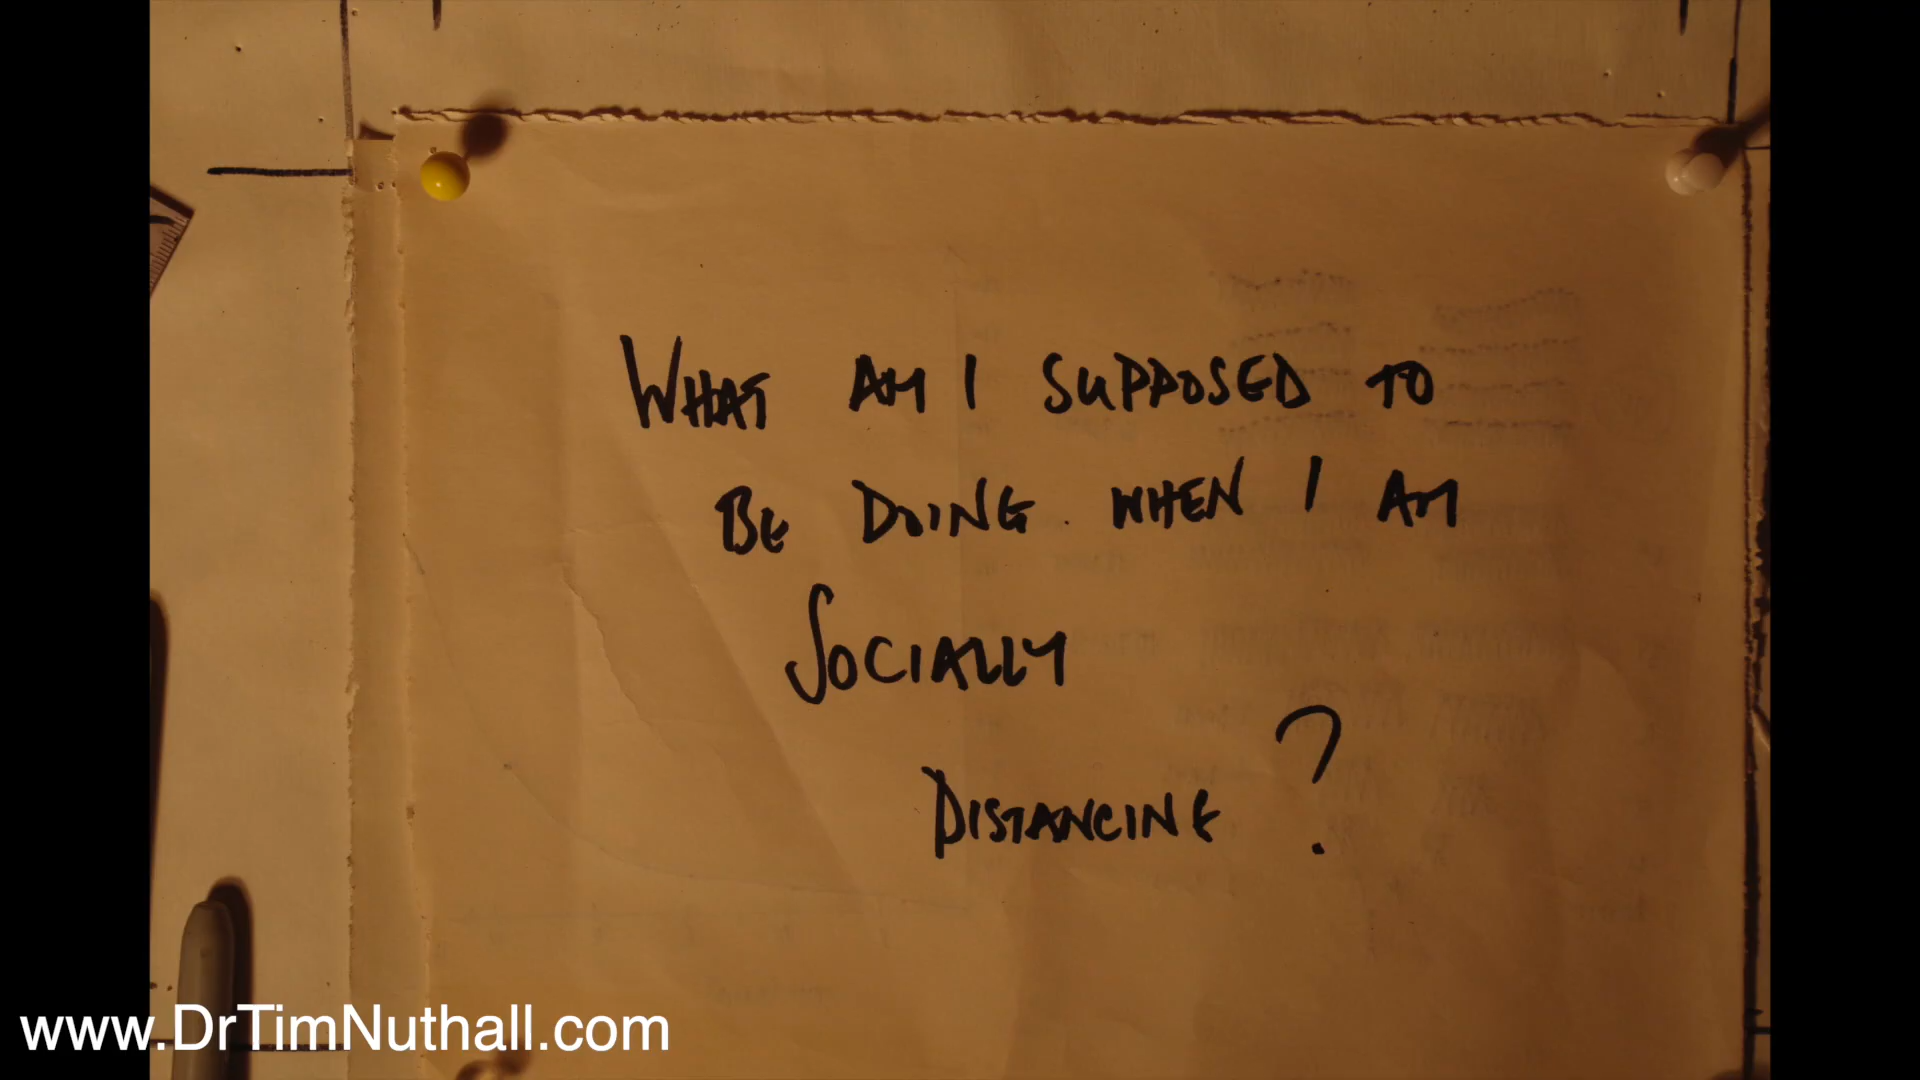 WHAT AM I SUPPOSED TO
BE DOING WHEN I AM
SOCIALLY
DISTANCING ?
www.DrTimNuthall.com